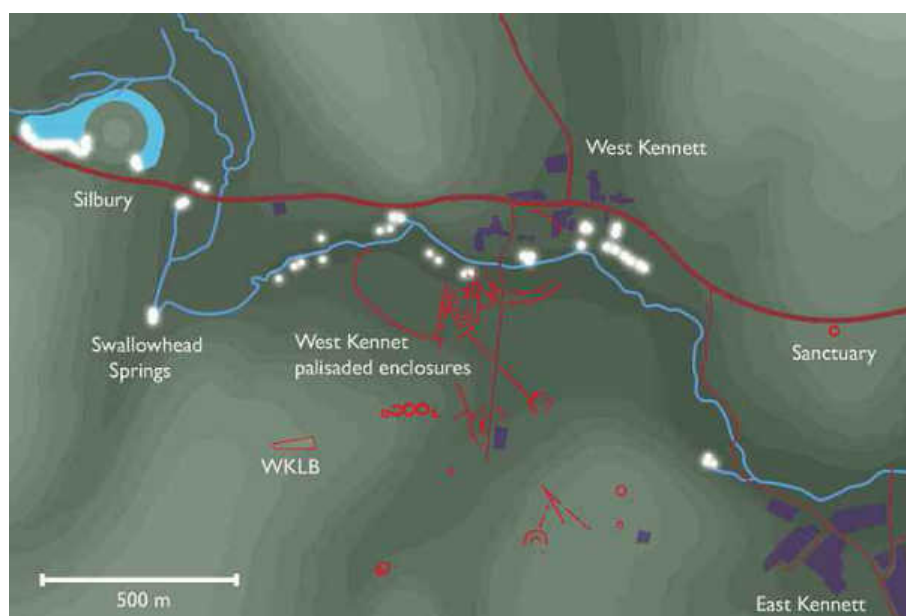 West Kennett
Silbury
Swallowhead
Springs
West Kennet
palisaded enclosures
Sanctuary
WKLB
500 m
East Kennett